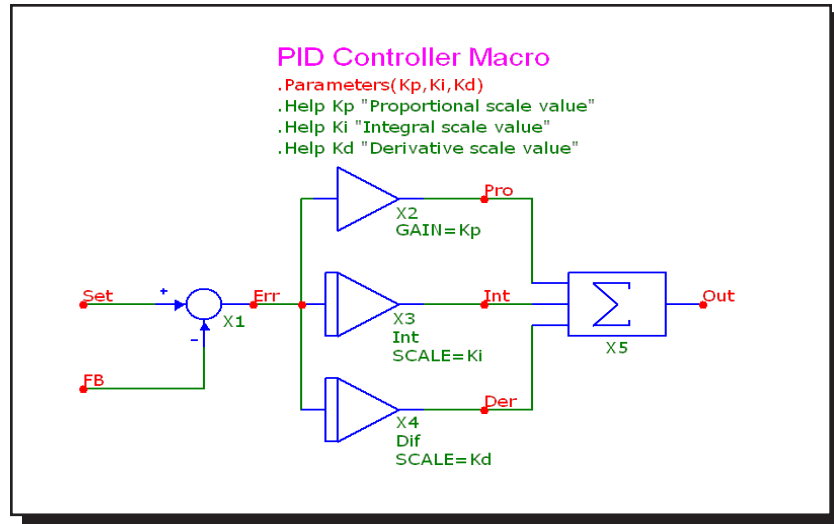 PID Controller Macro
.Parameters(Kp,Ki,Kd)
.Help Kp "Proportional scale value"
.Help Ki "Integral scale value"
.Help Kd "Derivative scale value"
Pro
X2
GAIN=Kp
Set
+
Err
Int
Out
X1
-
X3
Int
SCALE=Ki
Σ
X5
FB
Der
X4
Dif
SCALE=Kd